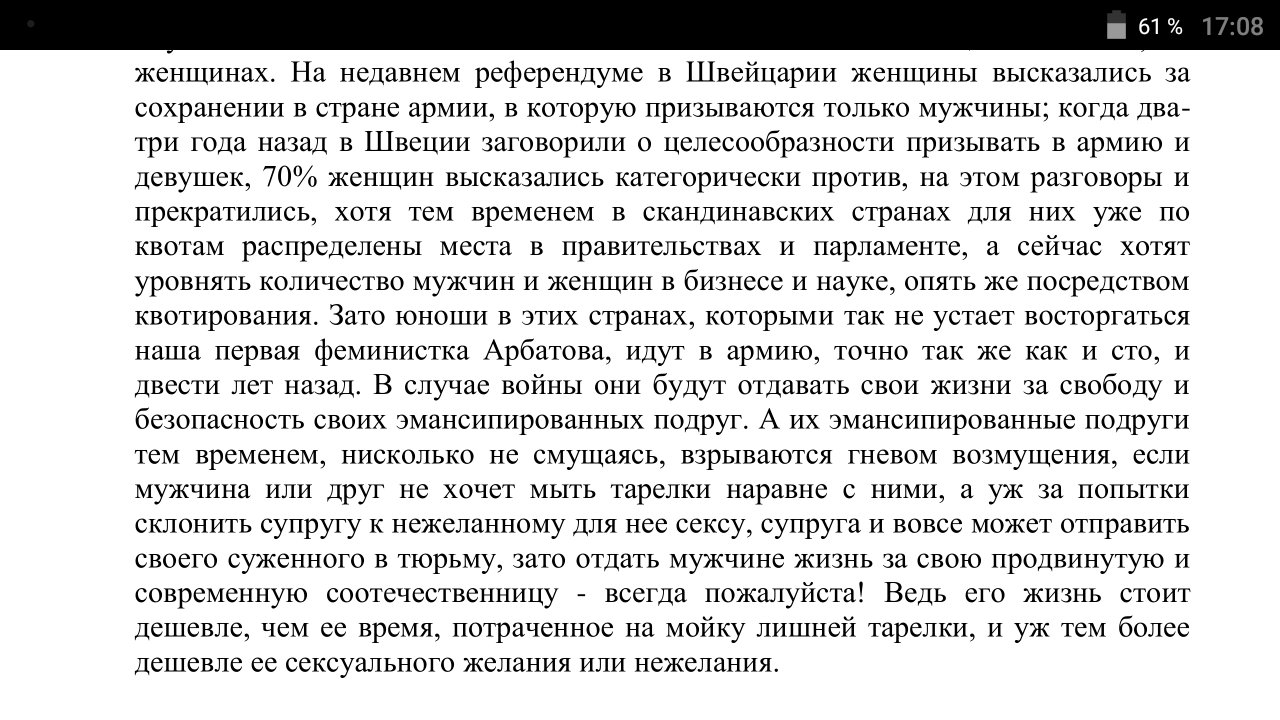 61 % 17:08
женщинах. На недавнем референдуме в Швейцарии женщины высказались за
сохранении в стране армии, в которую призываются только мужчины; когда два-
три года назад в Швеции заговорили о целесообразности призывать в армию и
девушек, 70% женщин высказались категорически против, на этом разговоры и
прекратились, хотя тем временем в скандинавских странах для них уже по
квотам распределены места в правительствах и парламенте, а сейчас хотят
уровнять количество мужчин и женщин в бизнесе и науке, опять же посредством
квотирования. Зато юноши в этих странах, которыми так не устает восторгаться
наша первая феминистка Арбатова, идут в армию, точно так же как и сто, и
двести лет назад. В случае войны они будут отдавать свои жизни за свободу и
безопасность своих эмансипированных подруг. А их эмансипированные подруги
тем временем, нисколько не смущаясь, взрываются гневом возмущения, если
мужчина или друг не хочет мыть тарелки наравне с ними, а уж за попытки
склонить супругу к нежеланному для нее сексу, супруга и вовсе может отправить
своего суженного в тюрьму, зато отдать мужчине жизнь за свою продвинутую и
современную соотечественницу - всегда пожалуйста! Ведь его жизнь стоит
дешевле, чем ее время, потраченное на мойку лишней тарелки, и уж тем более
дешевле ее сексуального желания или нежелания.